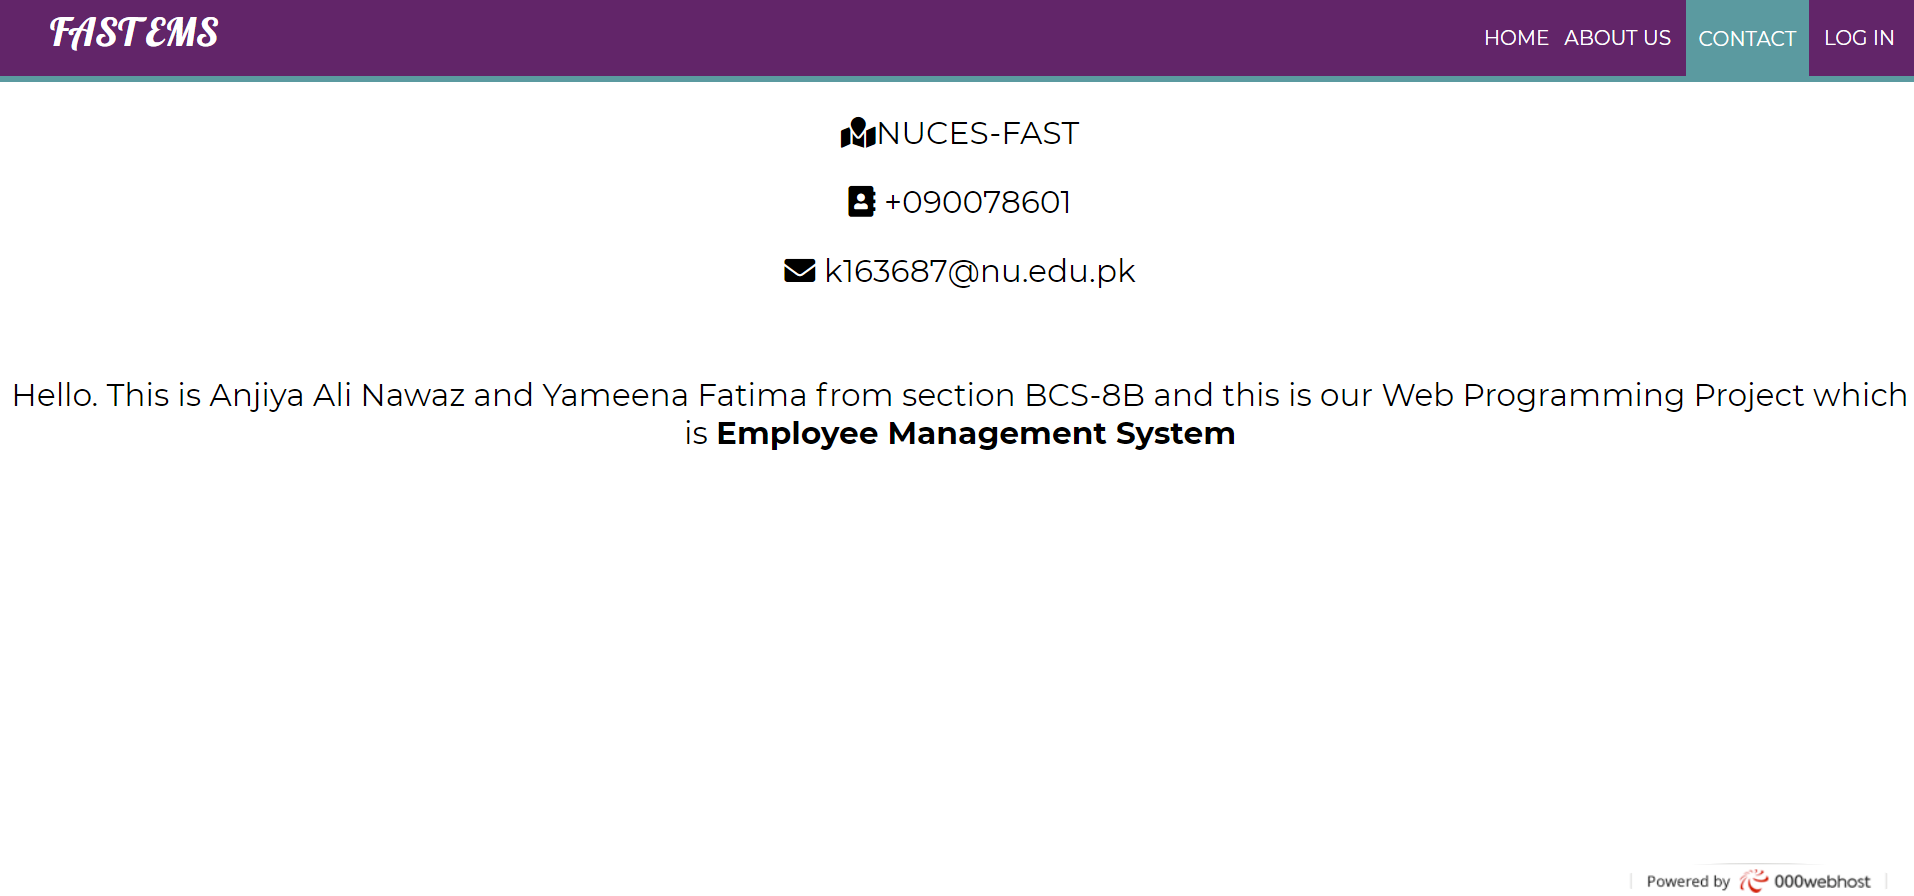 FAST EMS
HOME ABOUT US CONTACT LOG IN
NUCES-FAST
+090078601
k163687@nu.edu.pk
Hello. This is Anjiya Ali Nawaz and Yameena Fatima from section BCS-8B and this is our Web Programming Project which
is Employee Management System
Powered by 000webhost